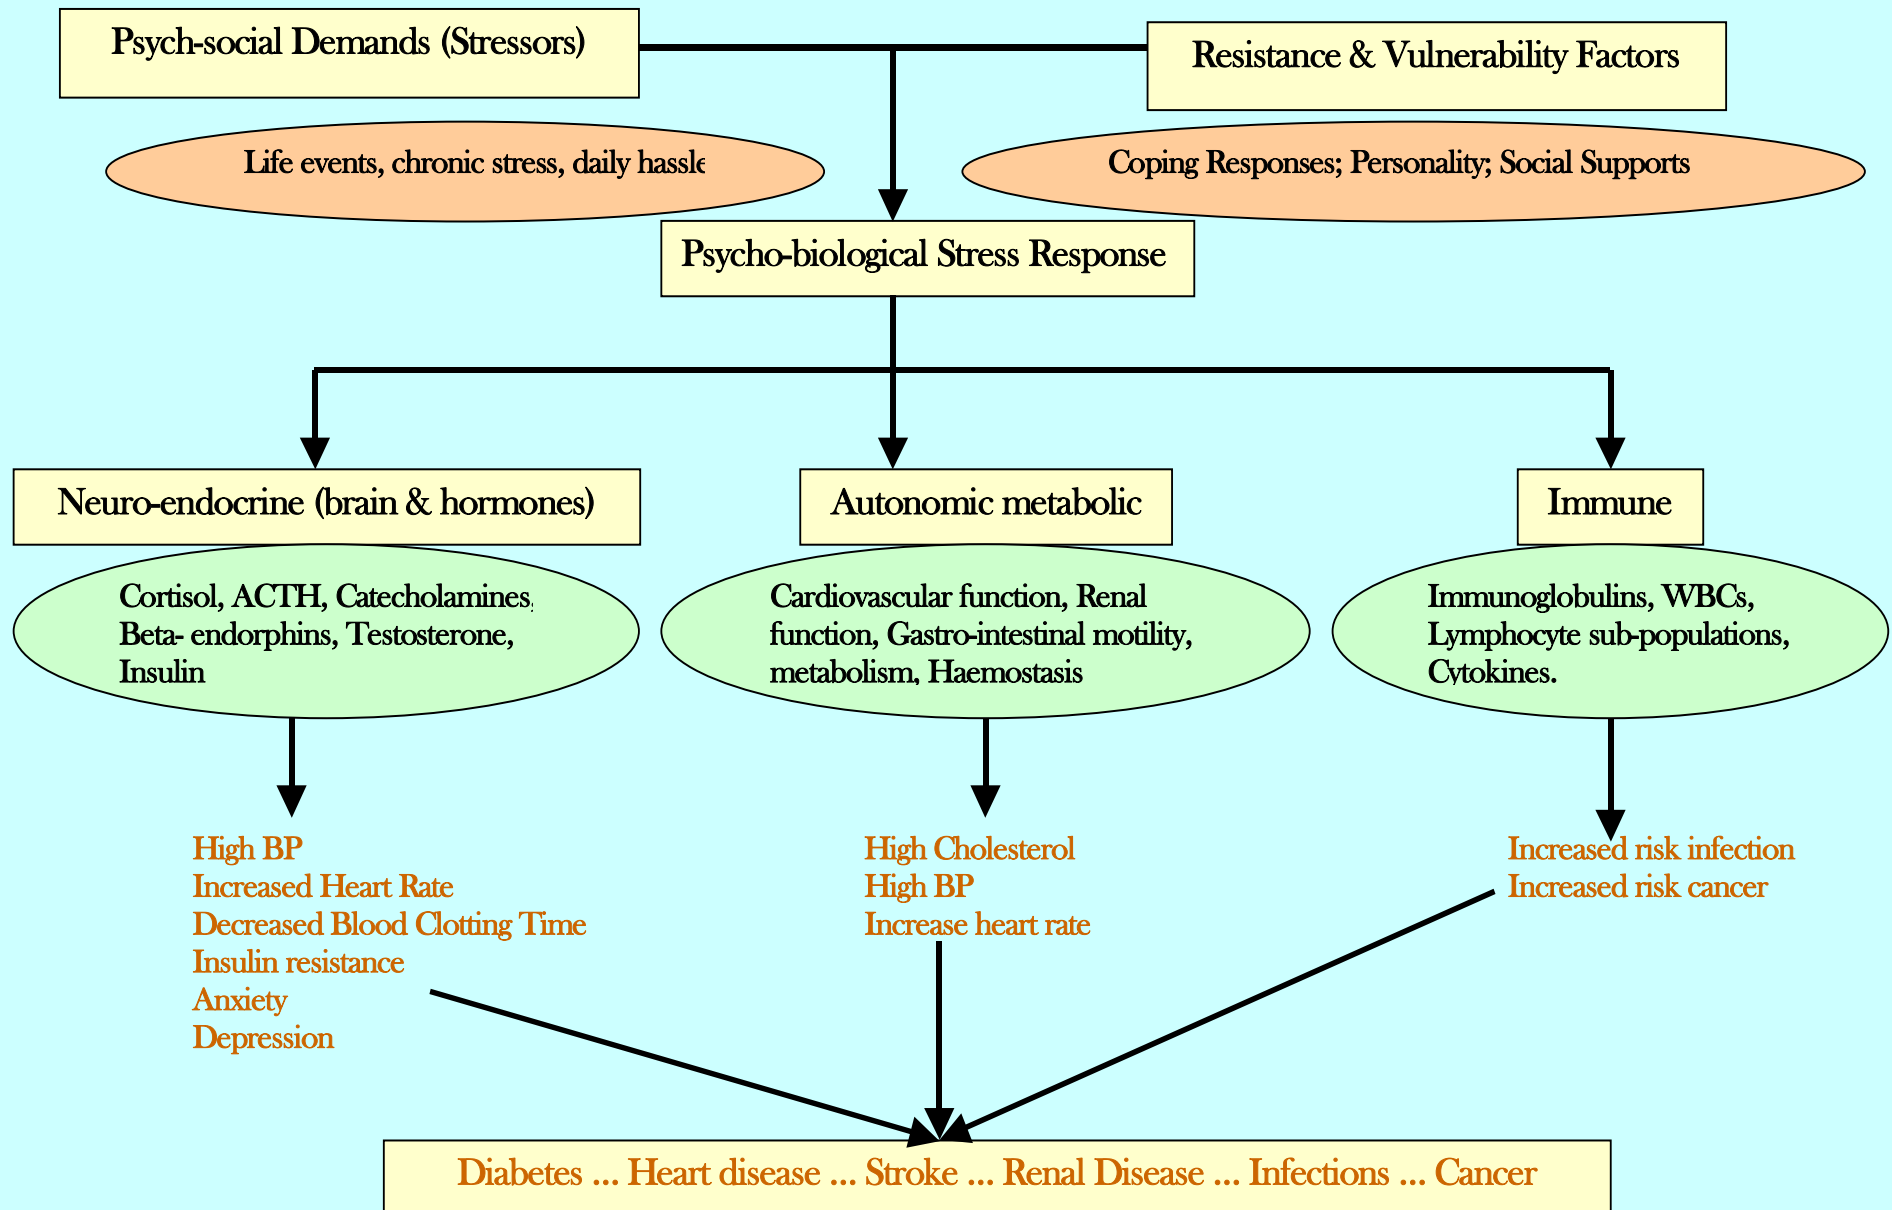 Psych-social Demands (Stressors)
Resistance & Vulnerability Factors
Life events, chronic stress, daily hassle
Coping Responses; Personality; Social Supports
Psycho-biological Stress Response
Neuro-endocrine (brain & hormones)
Autonomic metabolic
Immune
Cortisol, ACTH, Catecholamines,
Beta- endorphins, Testosterone,
Insulin
Cardiovascular function, Renal
function, Gastro-intestinal motility,
metabolism, Haemostasis
Immunoglobulins, WBCs,
Lymphocyte sub-populations,
Cytokines.
High BP
Increased Heart Rate
Decreased Blood Clotting Time
Insulin resistance
Anxiety
Depression
High Cholesterol
High BP
Increase heart rate
Increased risk infection
Increased risk cancer
Diabetes ... Heart disease ... Stroke ... Renal Disease ... Infections ... Cancer